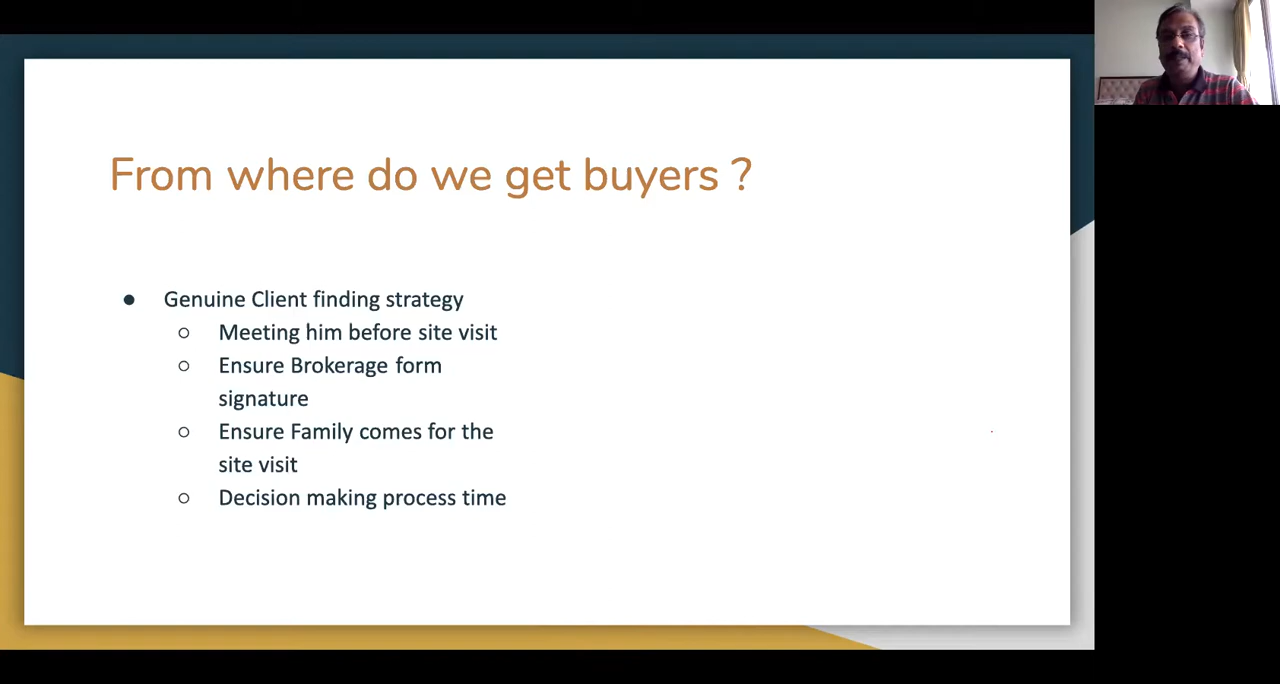 From where do we get buyers ?
● Genuine Client finding strategy
○ Meeting him before site visit
○ Ensure Brokerage form
signature
○ Ensure Family comes for the
site visit
○ Decision making process time